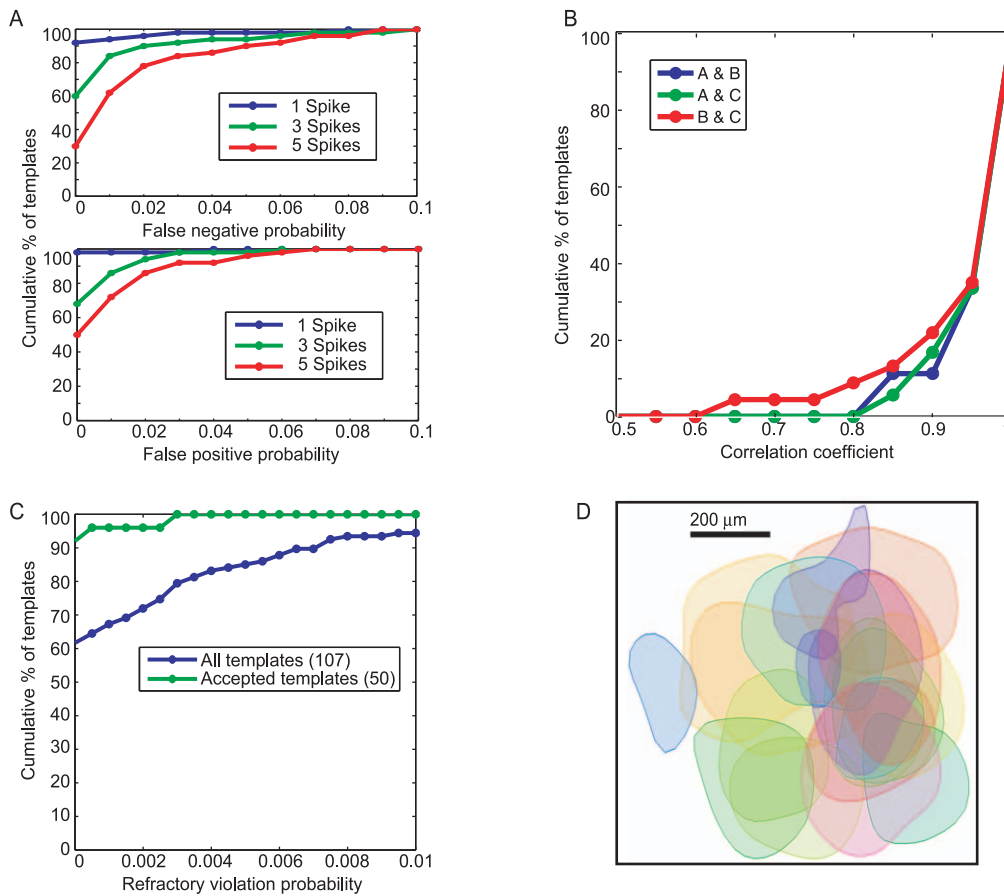 A
Cumulative % of templates
100
80
60
40
20
0
0 0.02 0.04 0.06 0.08 0.1
False negative probability
1 Spike
3 Spikes
5 Spikes
100
80
60
40
20
0
0 0.02 0.04 0.06 0.08 0.1
False positive probability
1 Spike
3 Spikes
5 Spikes
B
Cumulative % of templates
100
80
60
40
20
0
0.5 0.6 0.7 0.8 0.9
Correlation coefficient
A & B
A & C
B & C
C
Cumulative % of templates
100
90
80
70
60
50
40
30
20
10
0
0 0.002 0.004 0.006 0.008 0.01
Refractory violation probability
All templates (107)
Accepted templates (50)
D
200 μm